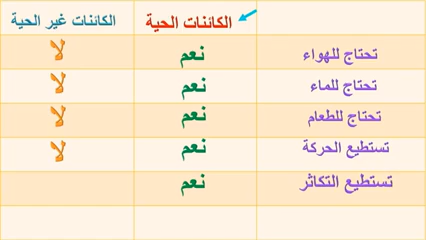 الكائنات الحية الكائنات غير الحية
تحتاج للهواء نعم لا
تحتاج للماء نعم لا
تحتاج للطعام نعم لا
تستطيع الحركة نعم لا
تستطيع التكاثر نعم